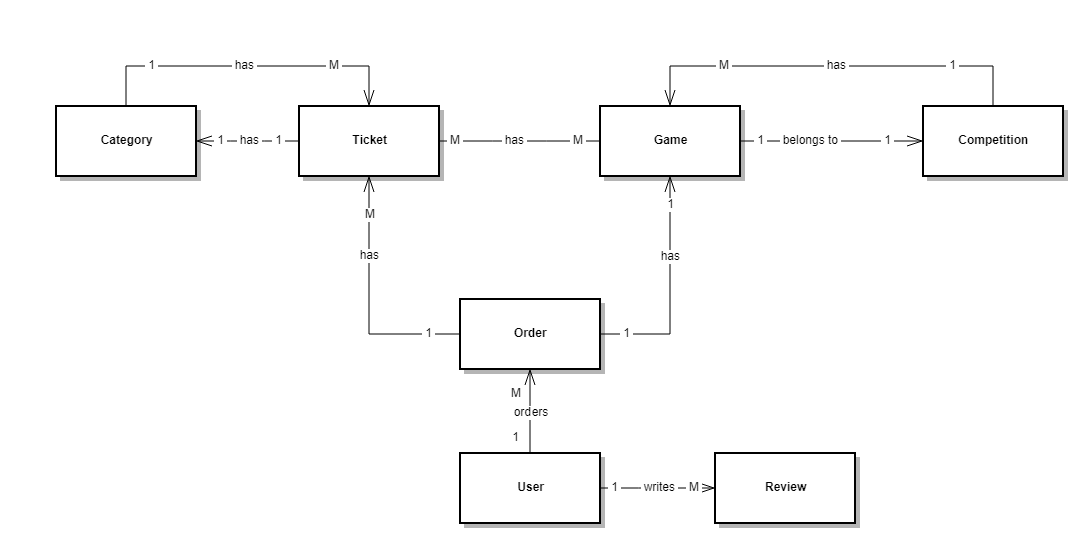 1 has M
M has 1
Category
1 has 1
Ticket
M has M
Game
1 belongs to 1
Competition
M
1
has
has
1
Order
1
M
orders
1
User
1 writes M
Review